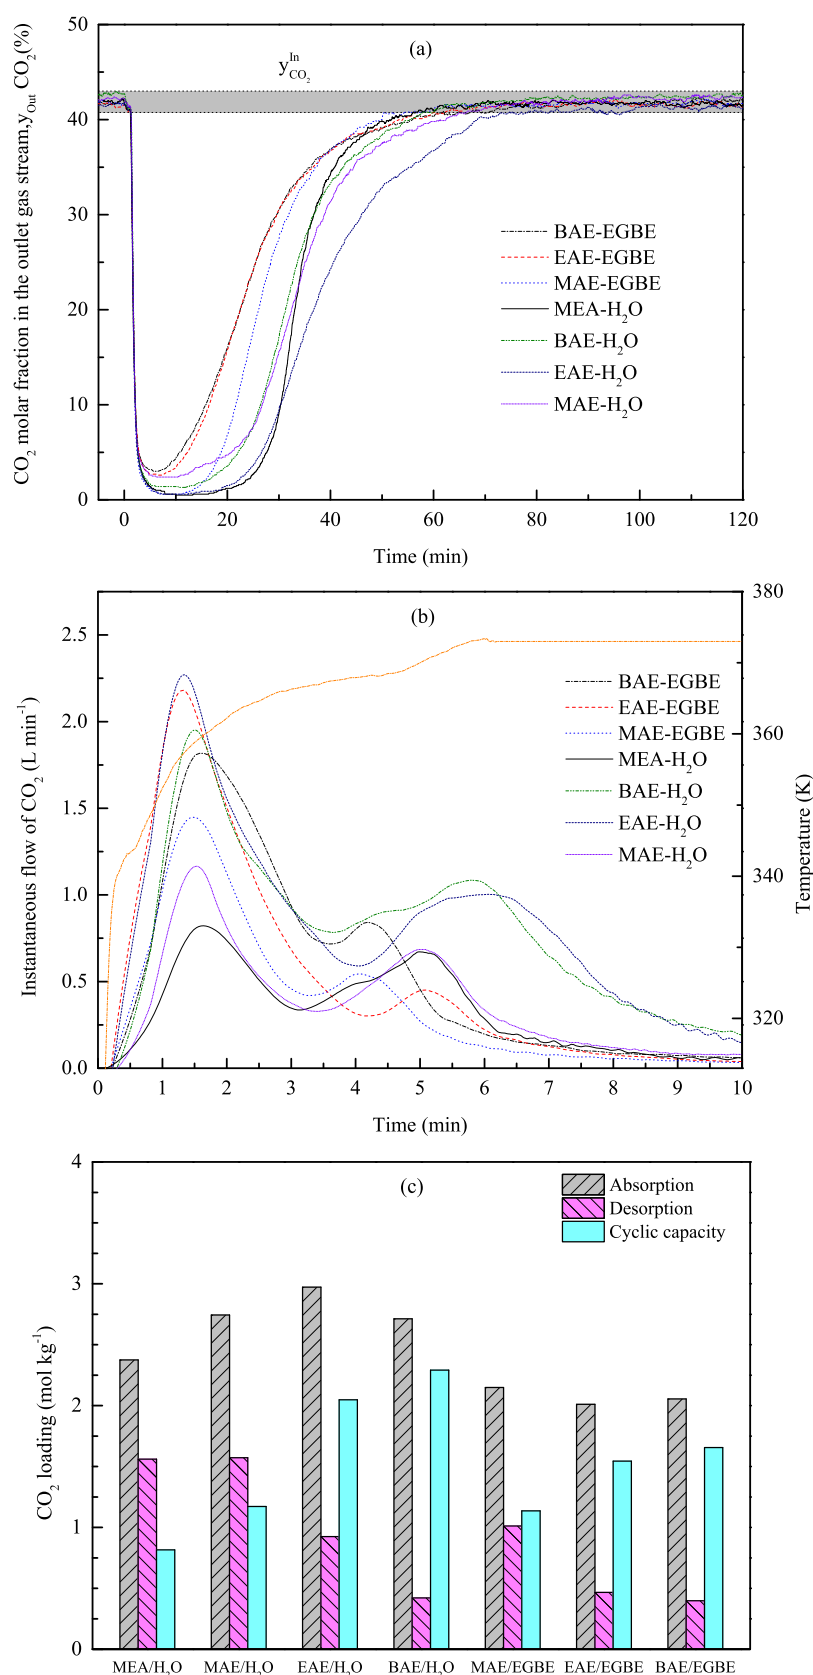 50
40
30
20
10
0
CO2 molar fraction in the outlet gas stream,yOut CO2(%)
(a)
y^In_CO2
BAE-EGBE
EAE-EGBE
MAE-EGBE
MEA-H2O
BAE-H2O
EAE-H2O
MAE-H2O
0 20 40 60 80 100 120
Time (min)
(b)
2.5
2.0
1.5
1.0
0.5
0.0
Instantaneous flow of CO2 (L min-1)
380
360
340
320
Temperature (K)
BAE-EGBE
EAE-EGBE
MAE-EGBE
MEA-H2O
BAE-H2O
EAE-H2O
MAE-H2O
0 1 2 3 4 5 6 7 8 9 10
Time (min)
(c)
4
3
2
1
0
CO2 loading (mol kg-1)
Absorption
Desorption
Cyclic capacity
MEA/H2O MAE/H2O EAE/H2O BAE/H2O MAE/EGBE EAE/EGBE BAE/EGBE